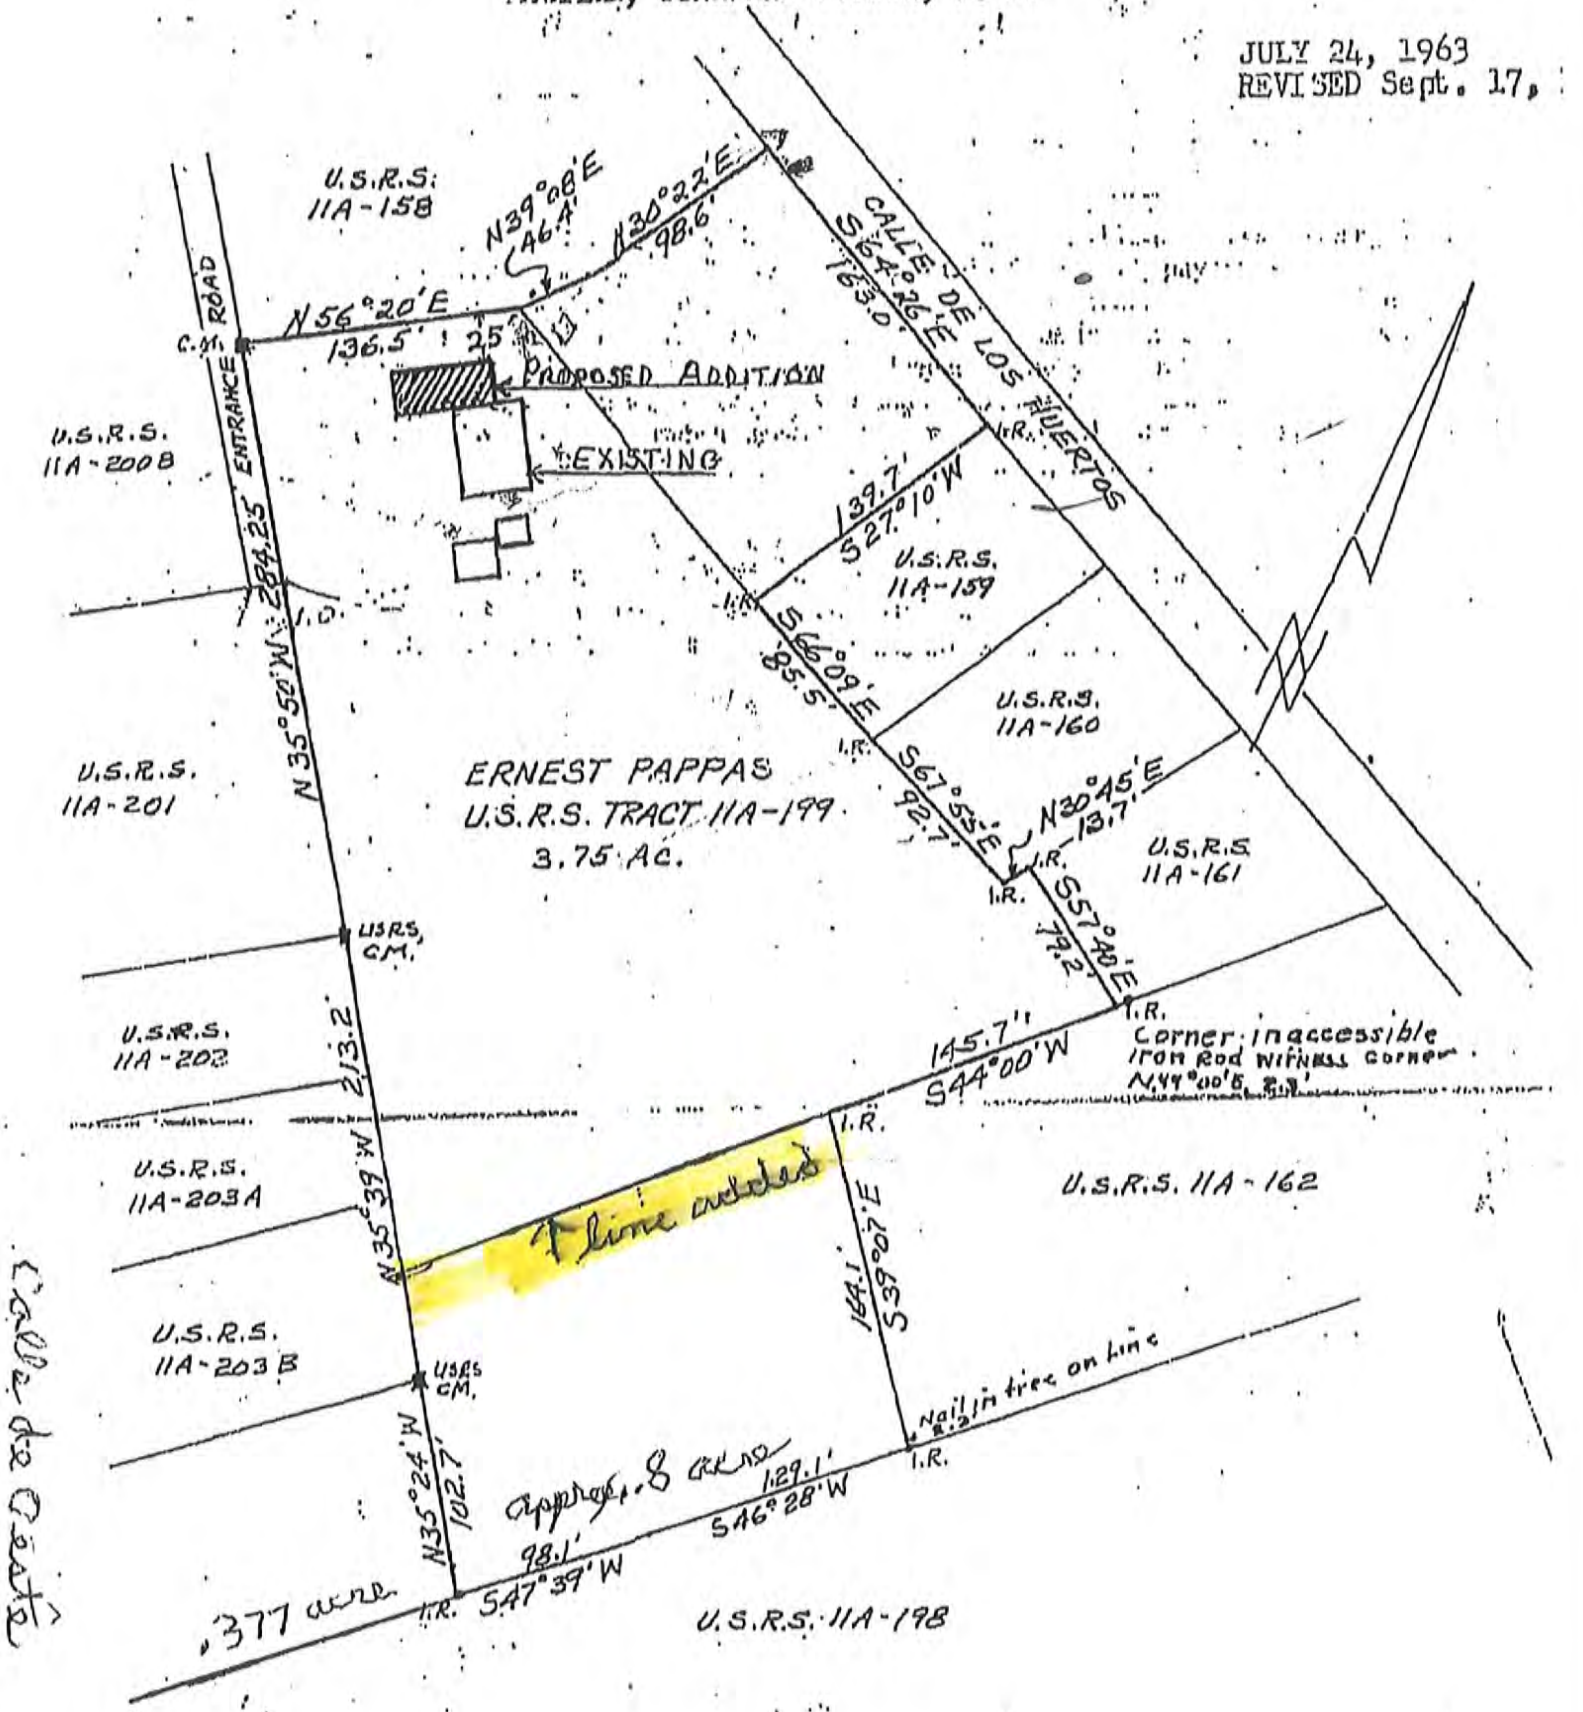 JULY 24, 1963
REVISED Sept. 17,
U.S.R.S.
11A-158
N39°08'E
46.4'
N30°22'E
98.6'
CALLE DE LOS HUERTOS
S64°26'E
163.0'
ENTRANCE ROAD
C.M.
N56°20'E
136.5'
25'
PROPOSED ADDITION
EXISTING
U.S.R.S.
11A-200B
I.R.
139.7'
S27°10'W
U.S.R.S.
11A-159
284.25'
N35°50'W
I.R.
S66°09'E
85.5'
U.S.R.S.
11A-160
I.R.
S67°55'E
92.7'
N30°45'E
13.7'
U.S.R.S.
11A-201
ERNEST PAPPAS
U.S.R.S. TRACT 11A-199
3.75 AC.
I.R.
I.R.
U.S.R.S.
11A-161
S57°40'E
79.2'
USRS
C.M.
U.S.R.S.
11A-202
213.2'
145.7'
S44°00'W
I.R.
Corner inaccessible
Iron Rod Witness Corner
N.44°00'E, 2.3'
I.R.
U.S.R.S.
11A-203A
N35°39'W
↑ line added
164.1'
S39°07'E
U.S.R.S. 11A-162
U.S.R.S.
11A-203B
USRS
CM.
Nail in tree on Line
I.R.
N35°24'W
102.7'
approx. .8 acre
129.1'
S46°28'W
98.1'
S47°39'W
I.R.
.377 acre
U.S.R.S. 11A-198
Calle de Oeste